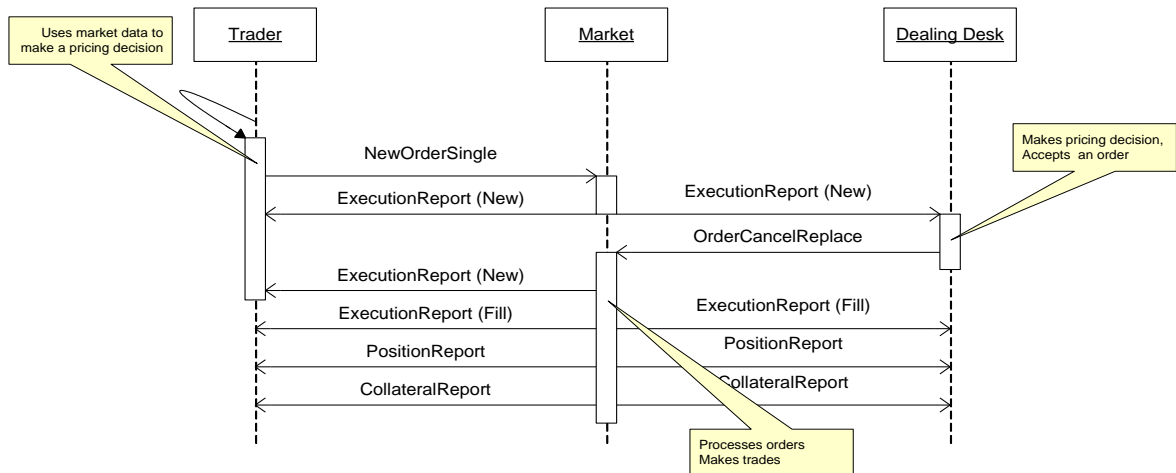 Uses market data to
make a pricing decision
Trader
Market
Dealing Desk
Makes pricing decision,
Accepts an order
NewOrderSingle
ExecutionReport (New)
ExecutionReport (New)
OrderCancelReplace
ExecutionReport (New)
ExecutionReport (Fill)
ExecutionReport (Fill)
PositionReport
PositionReport
CollateralReport
CollateralReport
Processes orders
Makes trades